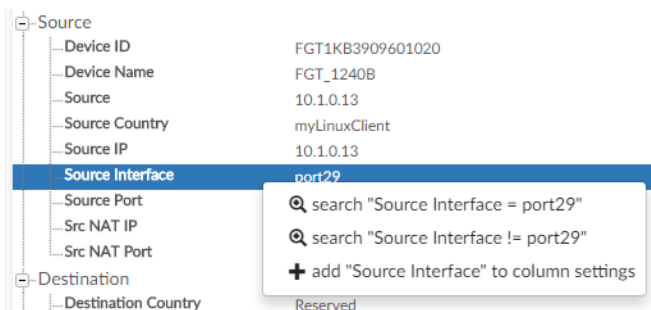 Source
Device ID FGT1KB3909601020
Device Name FGT_1240B
Source 10.1.0.13
Source Country myLinuxClient
Source IP 10.1.0.13
Source Interface port29
Source Port
search "Source Interface = port29"
Src NAT IP
search "Source Interface != port29"
Src NAT Port
add "Source Interface" to column settings
Destination
Destination Country Reserved